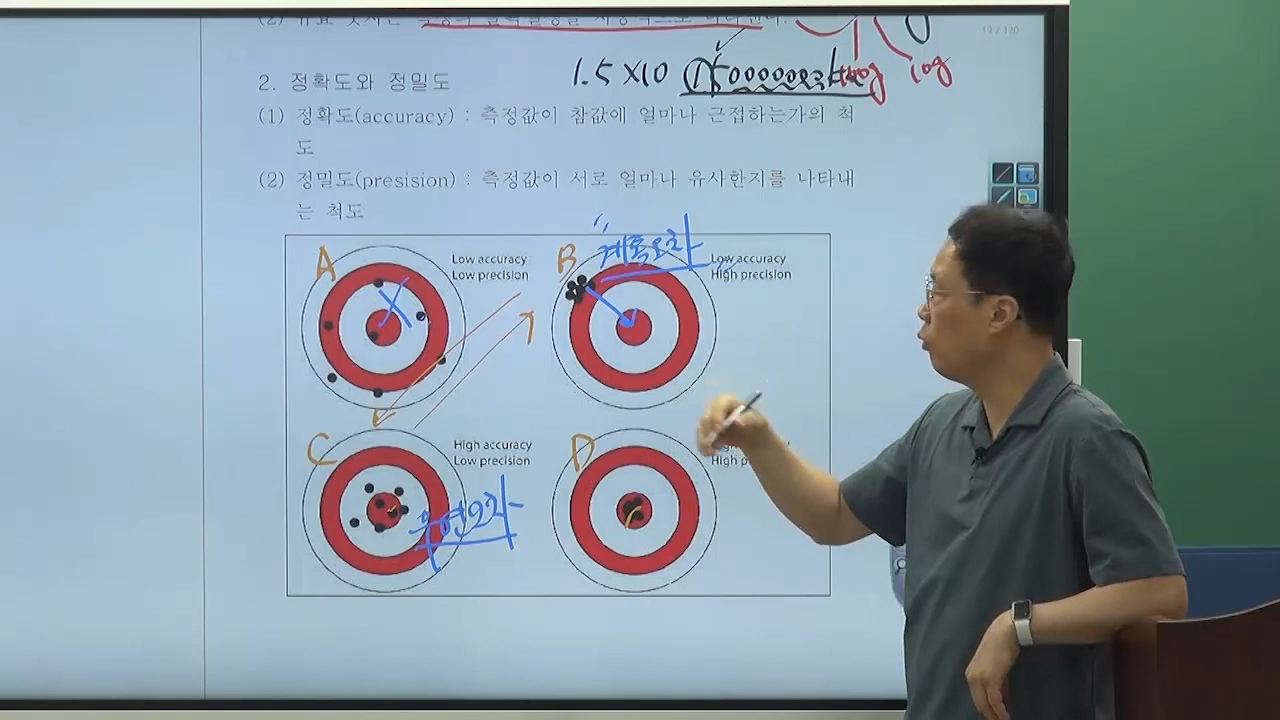 19 / 120
1.5 ×10
10g
2. 정확도와 정밀도
(1) 정확도(accuracy) : 측정값이 참값에 얼마나 근접하는가의 척
도
(2) 정밀도(presision) : 측정값이 서로 얼마나 유사한지를 나타내
는 척도
A
Low accuracy
Low precision
B
"계통오차"
Low accuracy
High precision
C
High accuracy
Low precision
우연오차
D